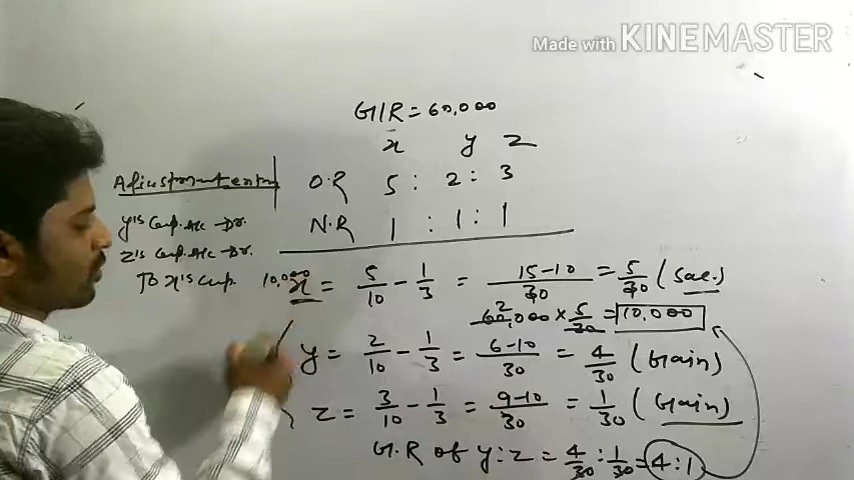 Made with KINEMASTER
G/R = 60,000
x y z
Adjustment entry
O.R 5 : 2 : 3
N.R 1 : 1 : 1
y's Cap. A/c -Dr.
z's Cap. A/c -Dr.
To x's Cap. 10,000
x = 5/10 - 1/3 = 15-10/30 = 5/30 (Sac.)
2
60,000 × 5/30 = 10,000
y = 2/10 - 1/3 = 6-10/30 = 4/30 (Gain)
z = 3/10 - 1/3 = 9-10/30 = 1/30 (Gain)
G.R of y:z = 4/30 : 1/30 = 4:1